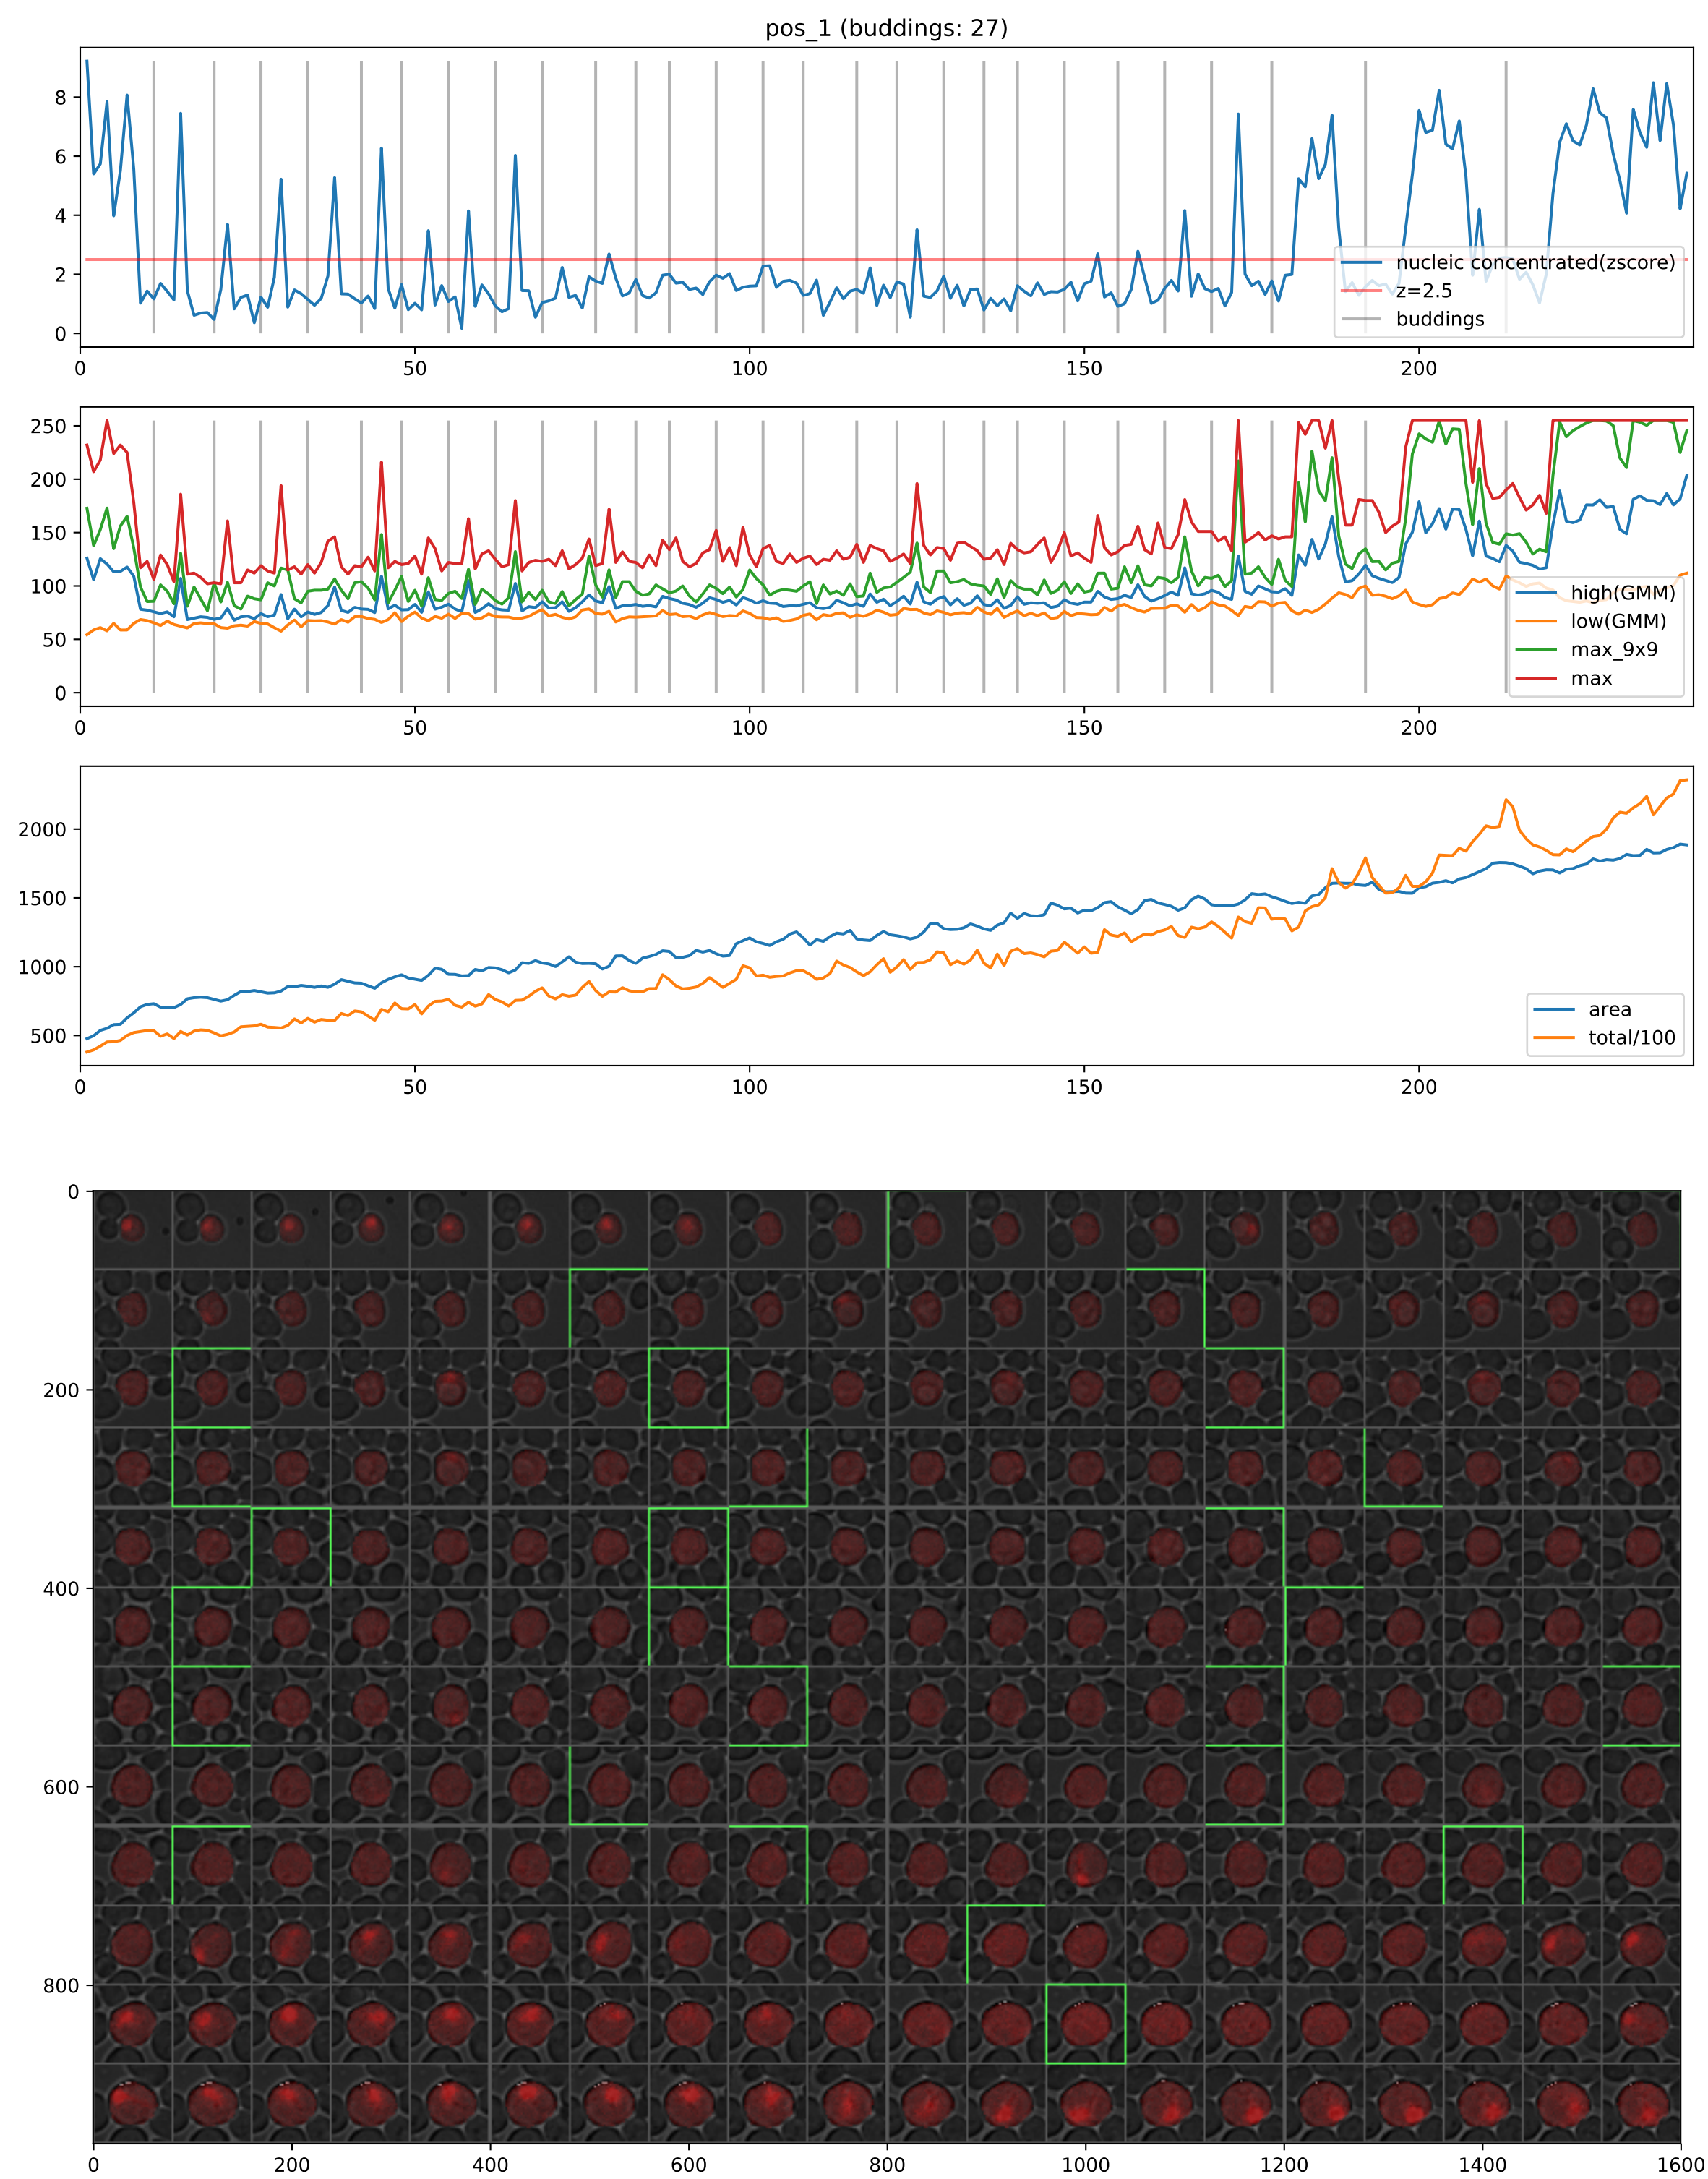 pos_1 (buddings: 27)
8
6
4
2
0
nucleic concentrated(zscore)
z=2.5
buddings
0 50 100 150 200
250
200
150
100
50
0
high(GMM)
low(GMM)
max_9x9
max
0 50 100 150 200
2000
1500
1000
500
area
total/100
0 50 100 150 200
0
200
400
600
800
0 200 400 600 800 1000 1200 1400 1600